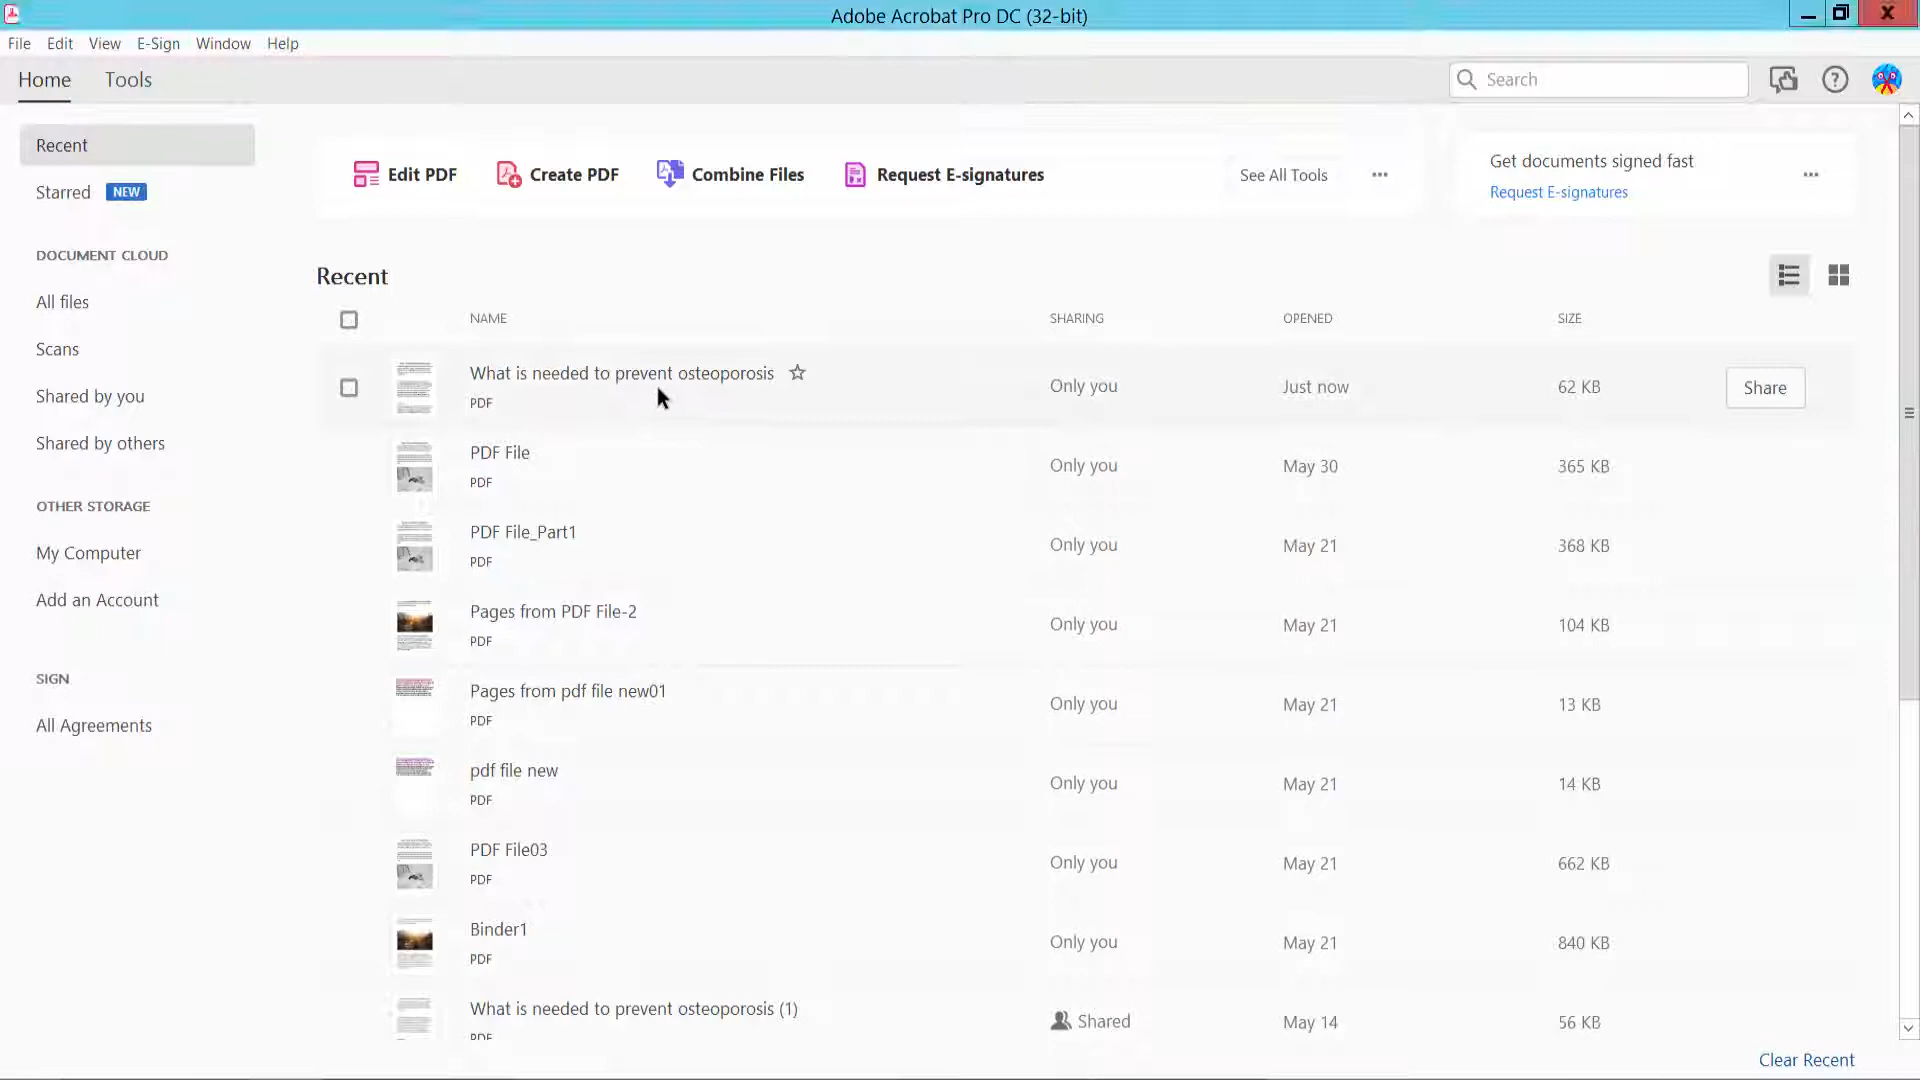 Adobe Acrobat Pro DC (32-bit)
File Edit View E-Sign Window Help
Home Tools
Search
Recent
Starred NEW
DOCUMENT CLOUD
All files
Scans
Shared by you
Shared by others
OTHER STORAGE
My Computer
Add an Account
SIGN
All Agreements
Edit PDF Create PDF Combine Files Request E-signatures See All Tools
Get documents signed fast
Request E-signatures
Recent
NAME SHARING OPENED SIZE
What is needed to prevent osteoporosis
PDF
Only you Just now 62 KB Share
PDF File
PDF
Only you May 30 365 KB
PDF File_Part1
PDF
Only you May 21 368 KB
Pages from PDF File-2
PDF
Only you May 21 104 KB
Pages from pdf file new01
PDF
Only you May 21 13 KB
pdf file new
PDF
Only you May 21 14 KB
PDF File03
PDF
Only you May 21 662 KB
Binder1
PDF
Only you May 21 840 KB
What is needed to prevent osteoporosis (1)
PDF
Shared May 14 56 KB
Clear Recent